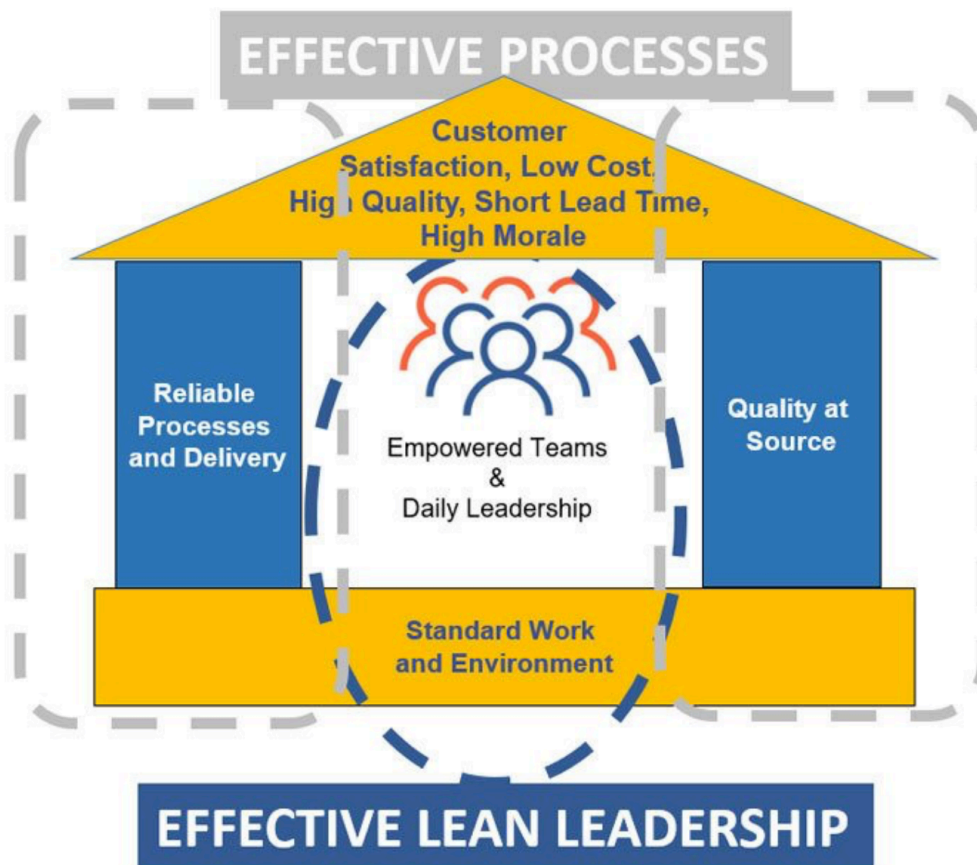 EFFECTIVE PROCESSES
Customer
Satisfaction, Low Cost,
High Quality, Short Lead Time,
High Morale
Reliable
Processes
and Delivery
Empowered Teams
&
Daily Leadership
Quality at
Source
Standard Work
and Environment
EFFECTIVE LEAN LEADERSHIP